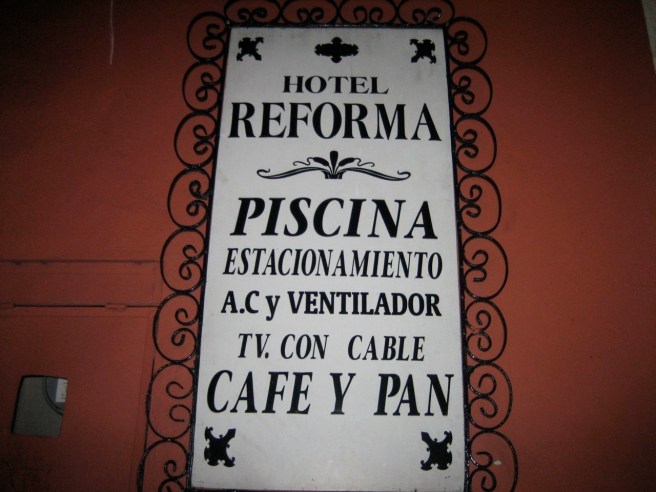 HOTEL
REFORMA
PISCINA
ESTACIONAMIENTO
A.C y VENTILADOR
TV. CON CABLE
CAFE Y PAN